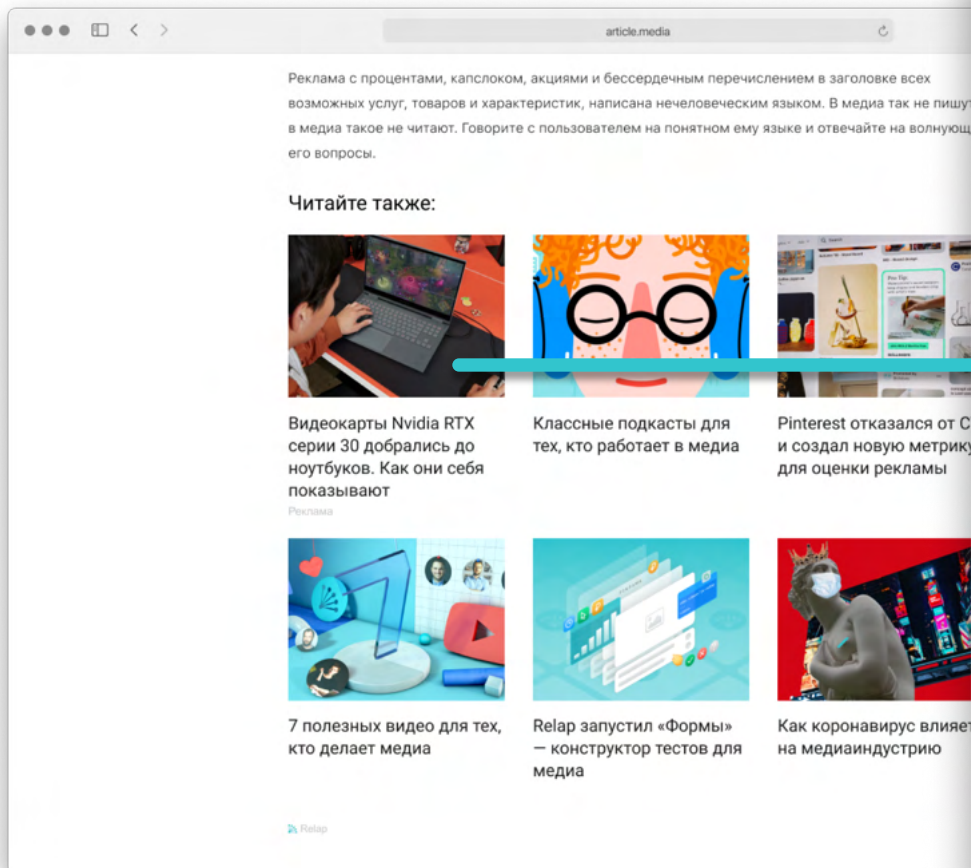 article.media
Реклама с процентами, капслоком, акциями и бессердечным перечислением в заголовке всех
возможных услуг, товаров и характеристик, написана нечеловеческим языком. В медиа так не пишут
в медиа такое не читают. Говорите с пользователем на понятном ему языке и отвечайте на волнующ
его вопросы.
Читайте также:
Видеокарты Nvidia RTX
серии 30 добрались до
ноутбуков. Как они себя
показывают
Реклама
Классные подкасты для
тех, кто работает в медиа
Pinterest отказался от C
и создал новую метрику
для оценки рекламы
7 полезных видео для тех,
кто делает медиа
Relap запустил «Формы»
— конструктор тестов для
медиа
Как коронавирус влияет
на медиаиндустрию
Relap